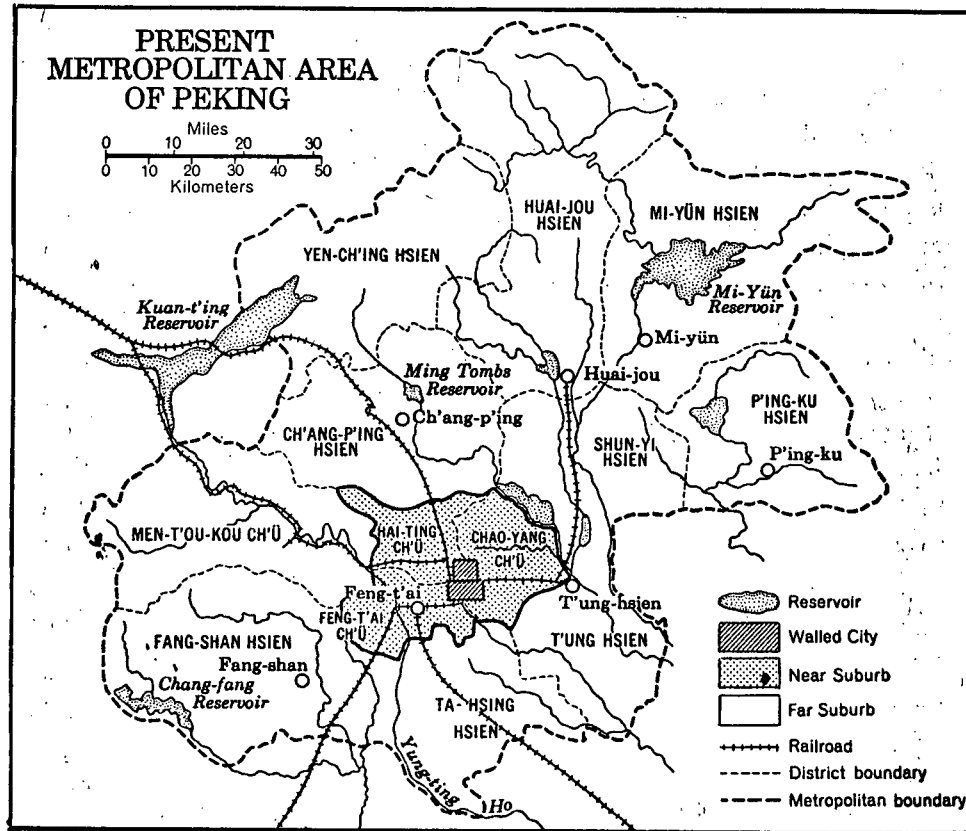 PRESENT
METROPOLITAN AREA
OF PEKING
Miles
0 10 20 30
0 10 20 30 40 50
Kilometers
HUAI-JOU
HSIEN
MI-YÜN HSIEN
YEN-CH'ING HSIEN
Kuan-t'ing
Reservoir
Mi-Yün
Reservoir
Mi-yün
Ming Tombs
Reservoir
Huai-jou
P'ING-KU
HSIEN
Ch'ang-p'ing
CH'ANG-P'ING
HSIEN
SHUN-YI
HSIEN
P'ing-ku
MEN-T'OU-KOU CH'Ü
HAI-TING
CH'Ü
CHAO-YANG
CH'Ü
Feng-t'ai
T'ung-hsien
FENG-T'AI
CH'Ü
T'UNG HSIEN
FANG-SHAN HSIEN
Fang-shan
Chang-fang
Reservoir
TA-HSING
HSIEN
Yung-ting
Ho
Reservoir
Walled City
Near Suburb
Far Suburb
Railroad
District boundary
Metropolitan boundary